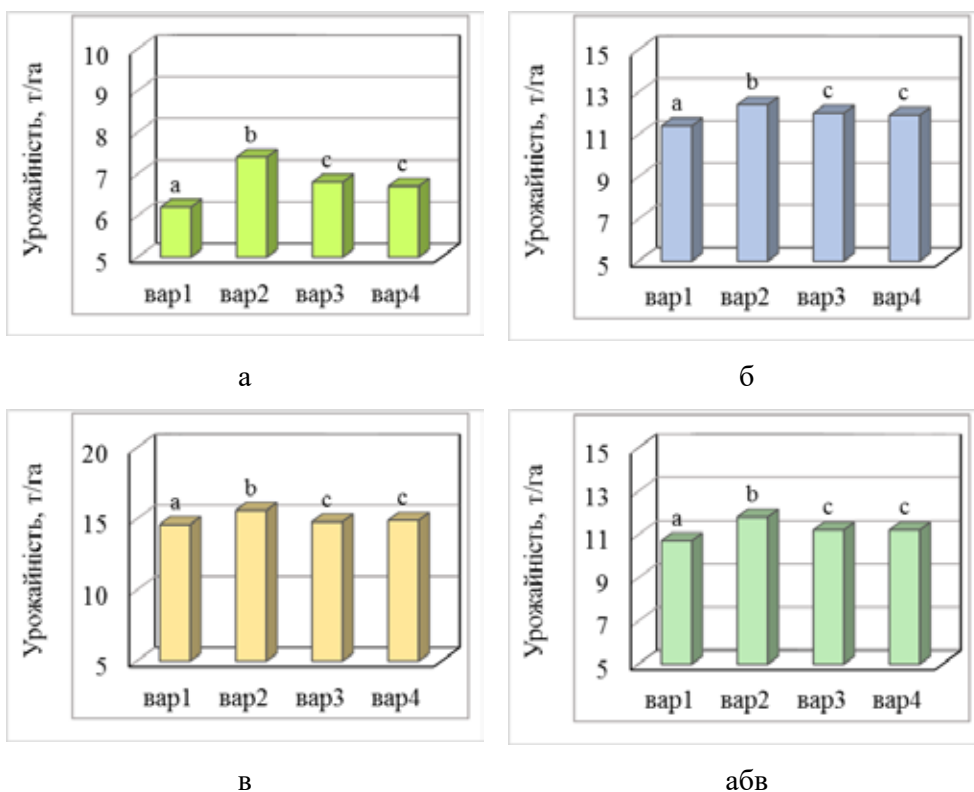 Урожайність, т/га
10
9
8
7
6
5
a
b
c
c
вар1 вар2 вар3 вар4
а
Урожайність, т/га
15
13
11
9
7
5
a
b
c
c
вар1 вар2 вар3 вар4
б
Урожайність, т/га
20
15
10
5
a
b
c
c
вар1 вар2 вар3 вар4
в
Урожайність, т/га
15
13
11
9
7
5
a
b
c
c
вар1 вар2 вар3 вар4
абв